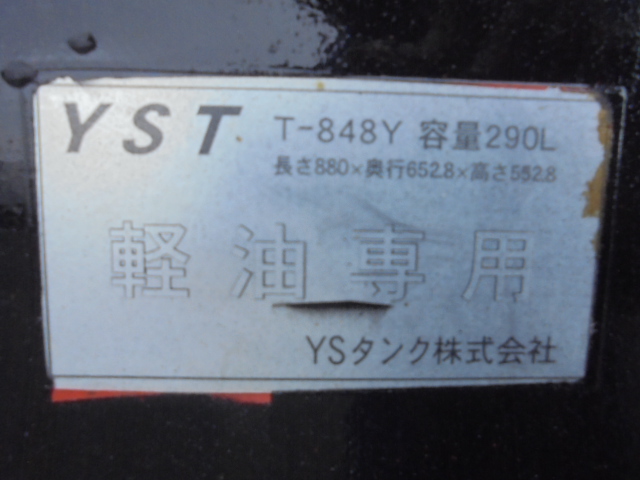 YST T-848Y 容量290L
長さ880×奥行652.8×高さ552.8
軽油専用
YSタンク株式会社